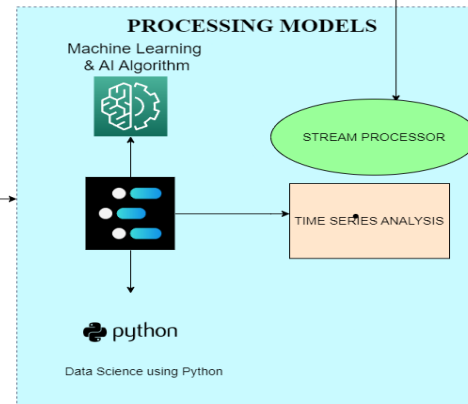 PROCESSING MODELS
Machine Learning
& AI Algorithm
STREAM PROCESSOR
TIME SERIES ANALYSIS
python
Data Science using Python